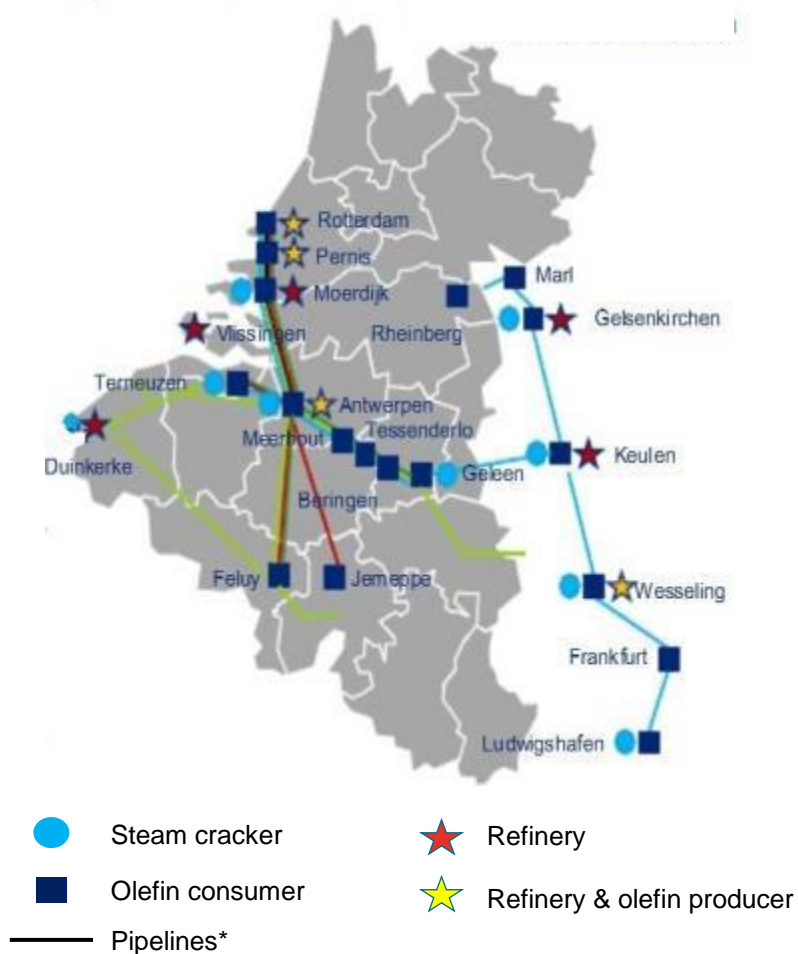 Rotterdam
Pernis
Moerdijk
Marl
Vlissingen
Rheinberg
Gelsenkirchen
Terneuzen
Antwerpen
Meerhout
Tessenderlo
Duinkerke
Geleen
Keulen
Beringen
Feluy
Jemeppe
Wesseling
Frankfurt
Ludwigshafen
Steam cracker
Refinery
Olefin consumer
Refinery & olefin producer
Pipelines*